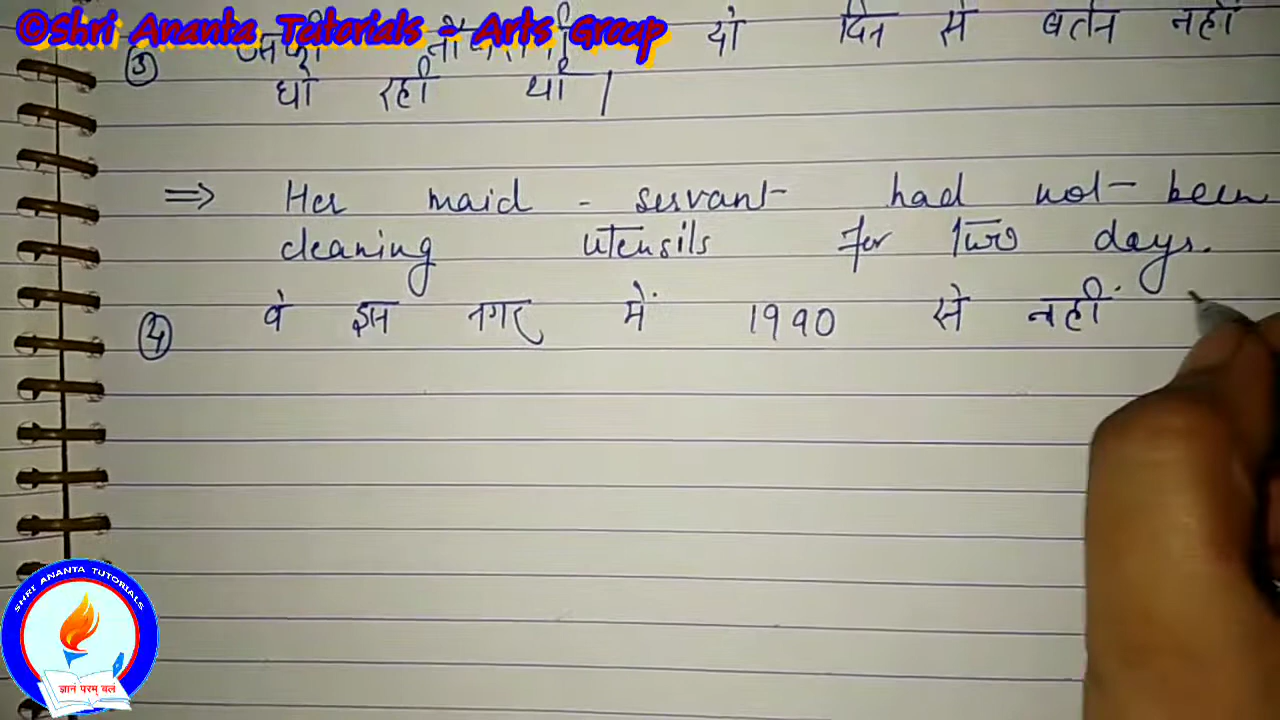 ©Shri Ananta Tutorials - Arts Group
③ दो दिन से बर्तन नहीं
धो रही थी |
⇒ Her maid - servant had not been
cleaning utensils for two days.
④ वे इस नगर में 1990 से नहीं
SHRI ANANTA TUTORIALS
ज्ञानं परमं बलं